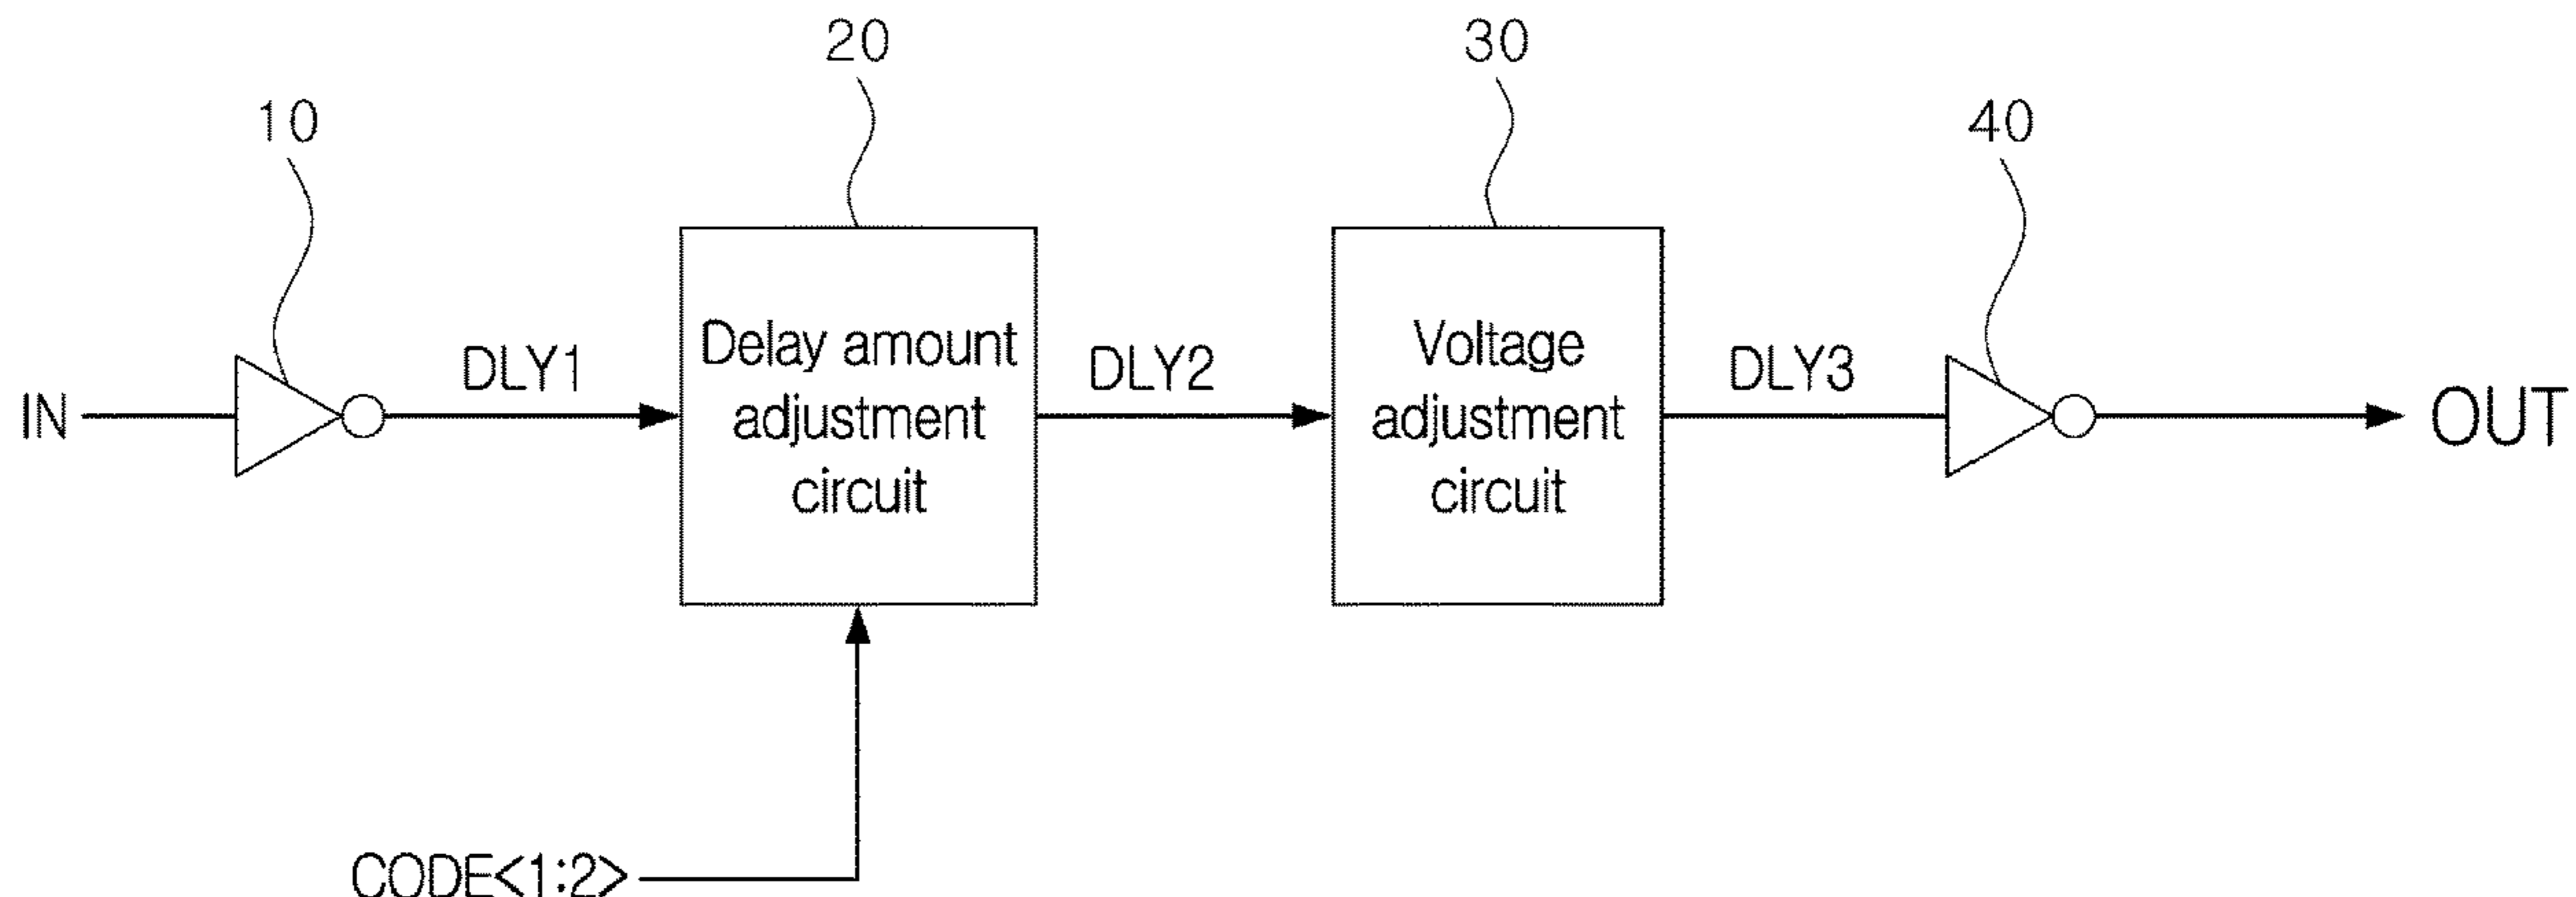 20
30
10
40
IN
DLY1
Delay amount
adjustment
circuit
DLY2
Voltage
adjustment
circuit
DLY3
OUT
CODE<1:2>